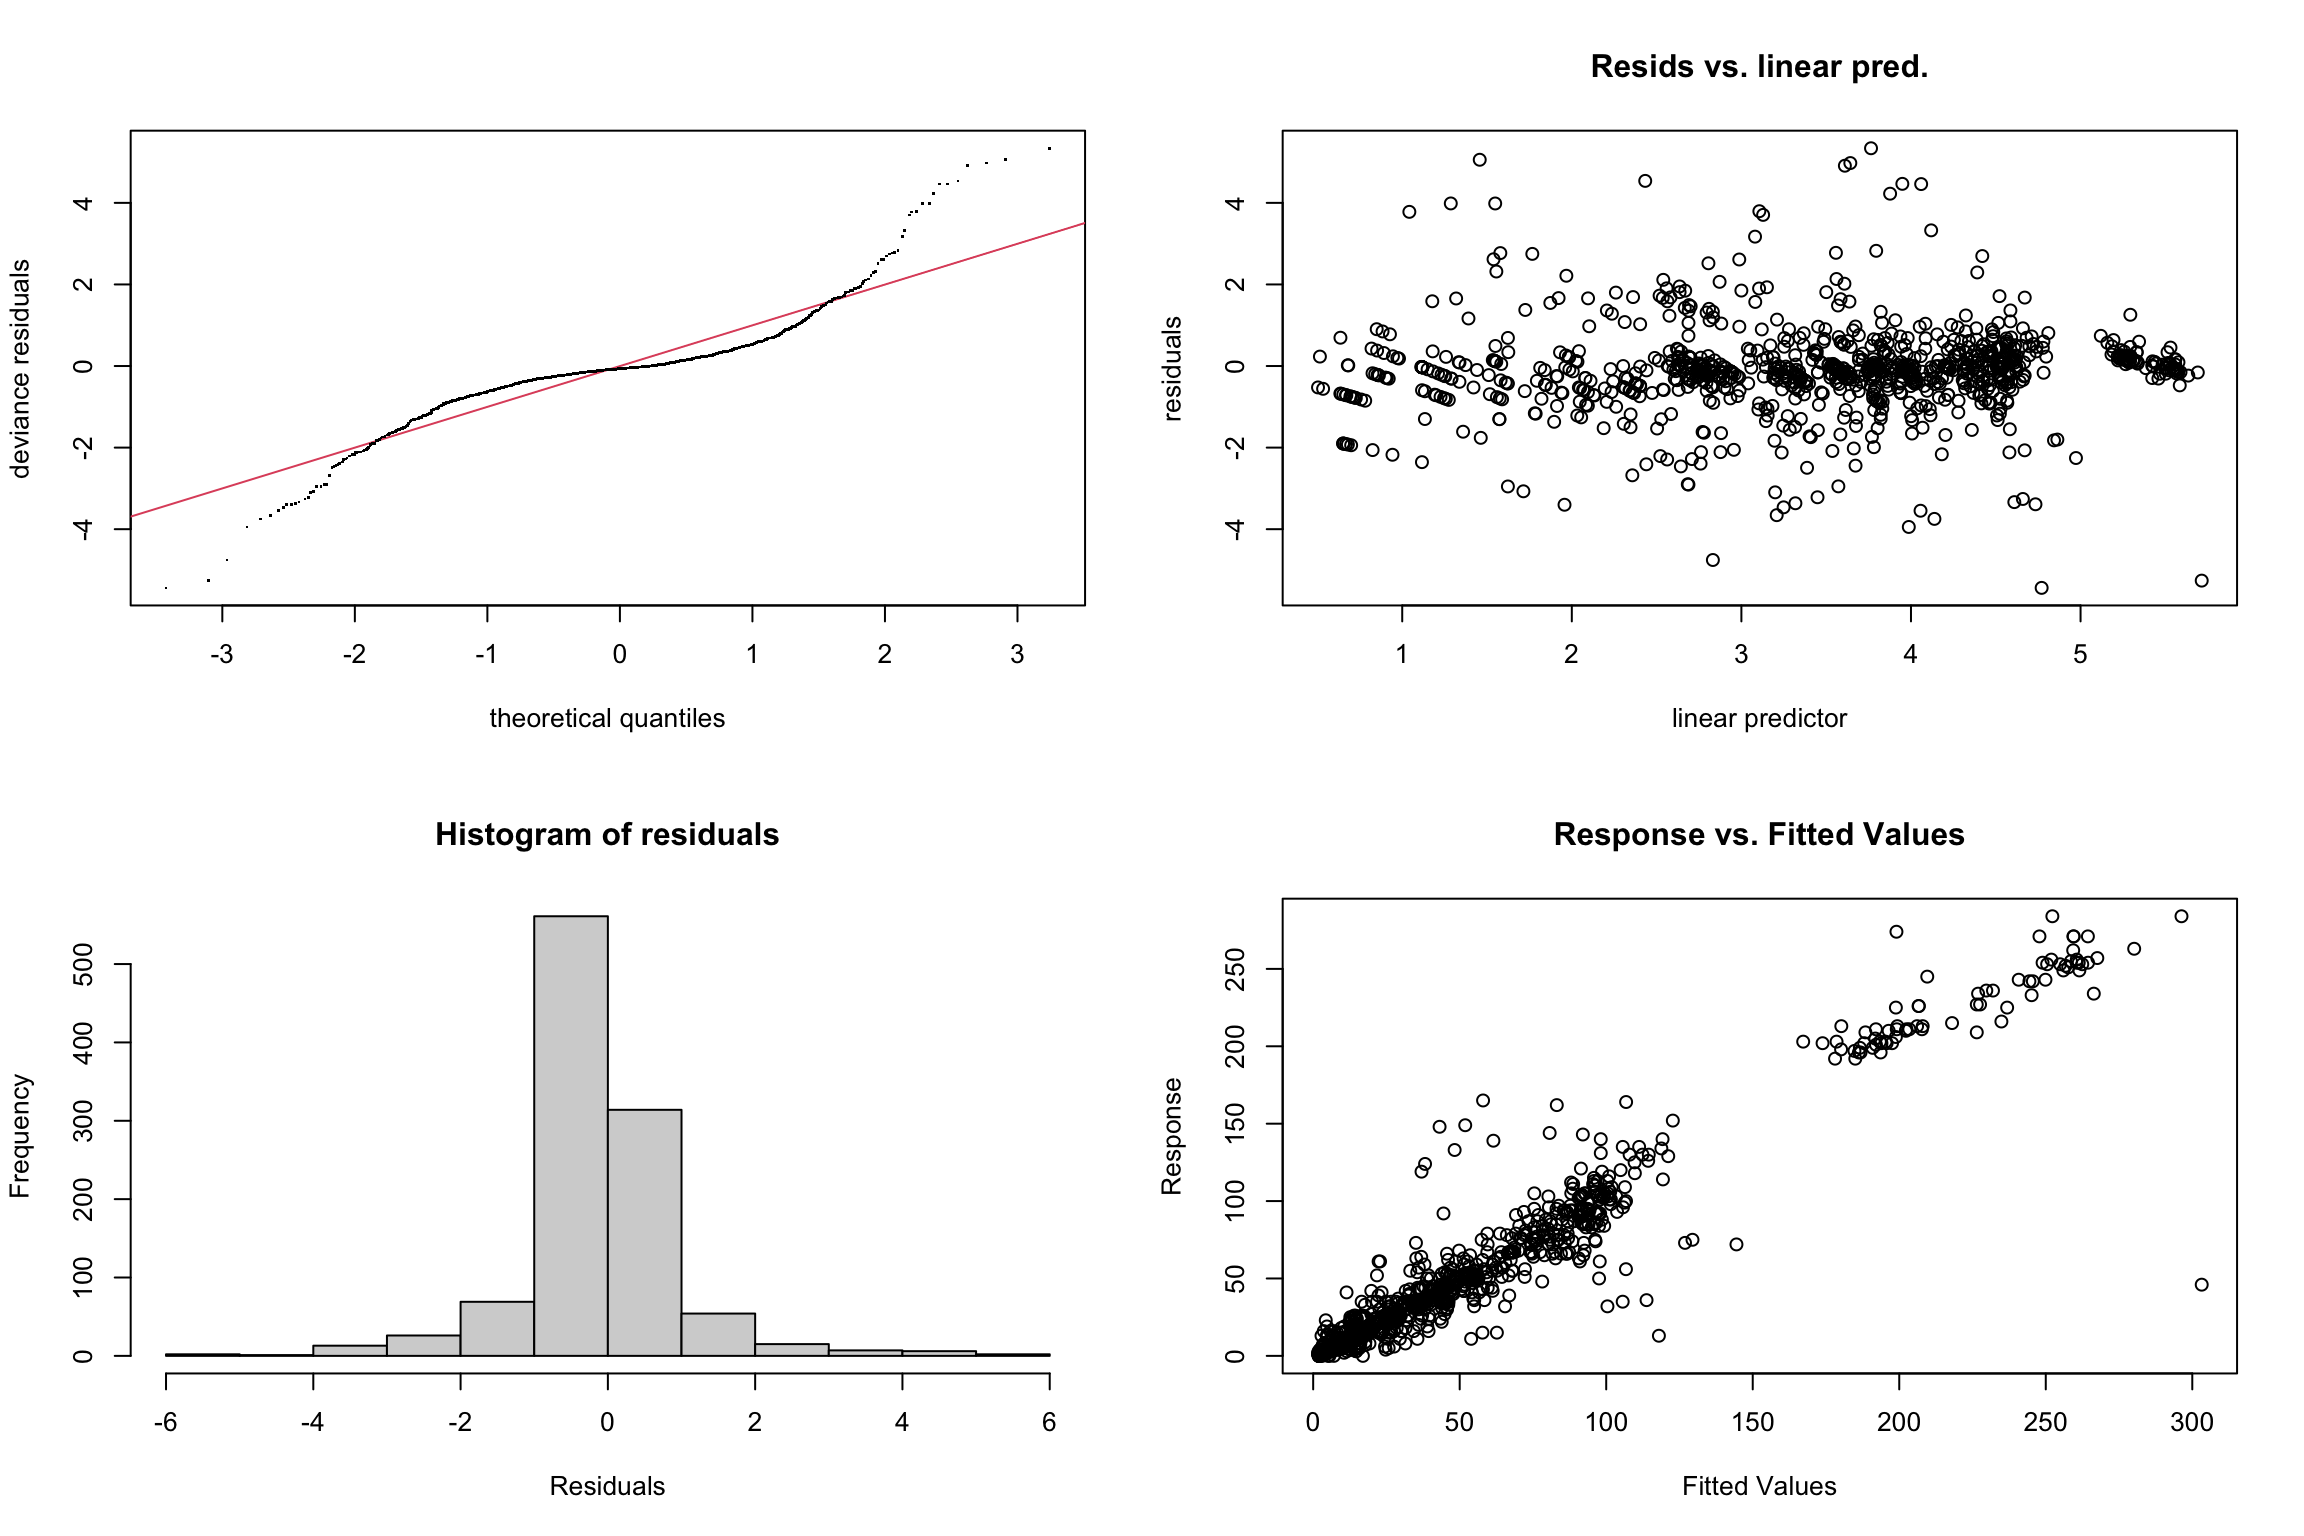 deviance residuals
4
2
0
-2
-4
-3 -2 -1 0 1 2 3
theoretical quantiles
Resids vs. linear pred.
residuals
4
2
0
-2
-4
1 2 3 4 5
linear predictor
Histogram of residuals
Frequency
500
400
300
200
100
0
-6 -4 -2 0 2 4 6
Residuals
Response vs. Fitted Values
Response
250
200
150
100
50
0
0 50 100 150 200 250 300
Fitted Values